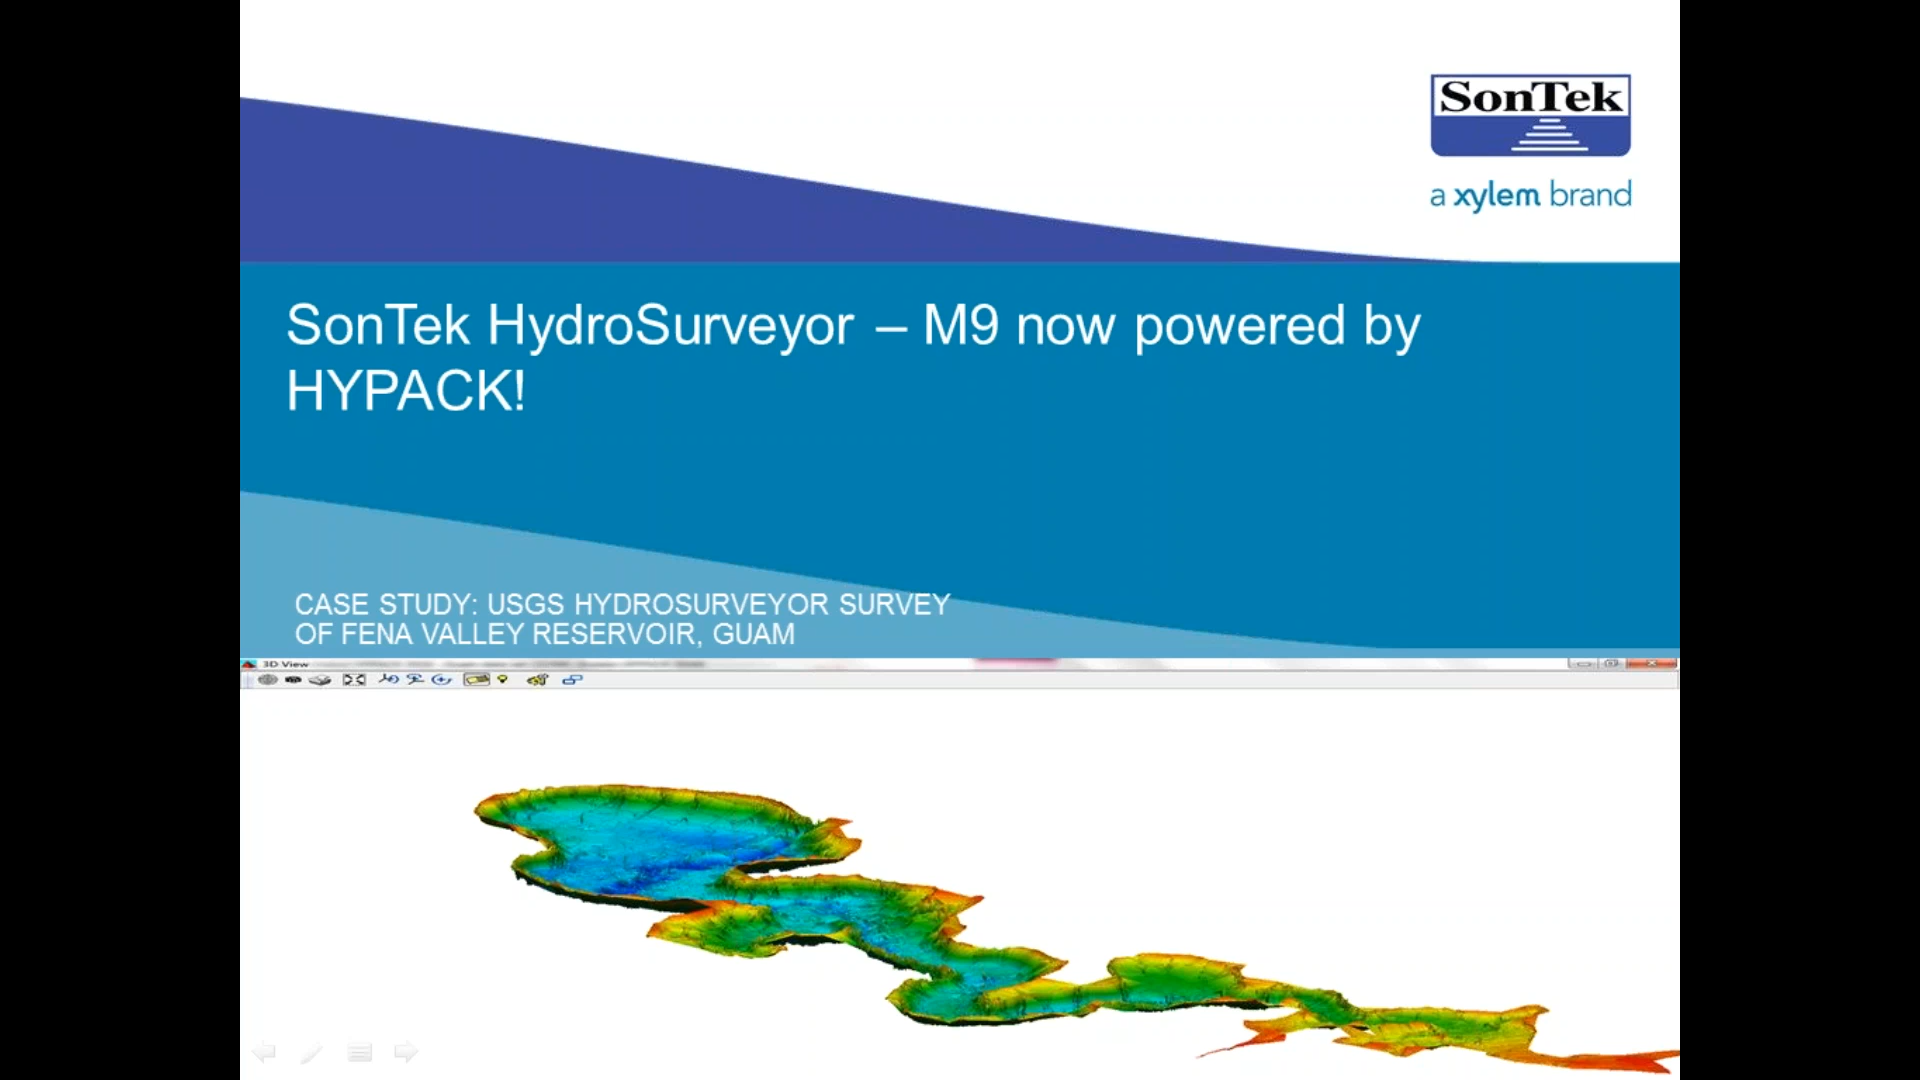 SonTek
a xylem brand
SonTek HydroSurveyor – M9 now powered by
HYPACK!
CASE STUDY: USGS HYDROSURVEYOR SURVEY
OF FENA VALLEY RESERVOIR, GUAM
3D View